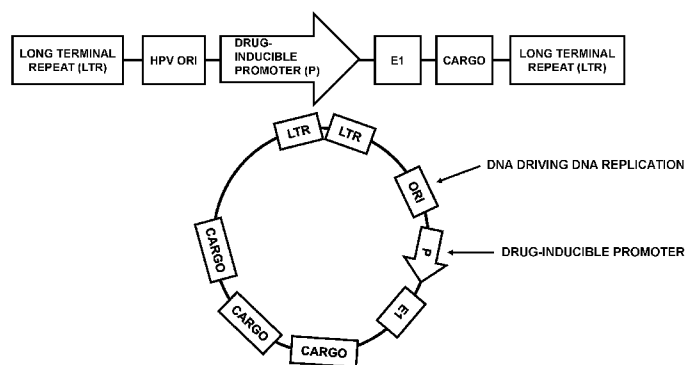 LONG TERMINAL
REPEAT (LTR)
HPV ORI
DRUG-
INDUCIBLE
PROMOTER (P)
E1
CARGO
LONG TERMINAL
REPEAT (LTR)
LTR
LTR
DNA DRIVING DNA REPLICATION
ORI
P
DRUG-INDUCIBLE PROMOTER
CARGO
E1
CARGO
CARGO